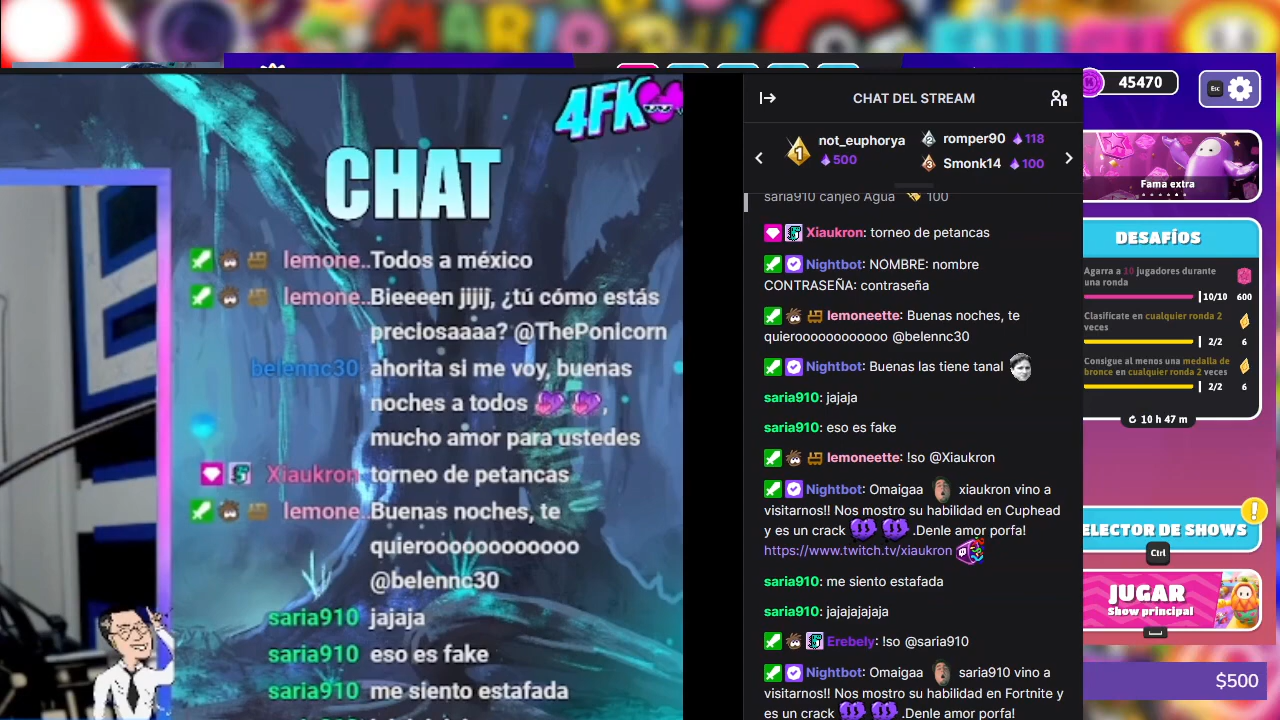 4FK
CHAT
lemone..Todos a méxico
lemone..Bieeeen jijij, ¿tú cómo estás
preciosaaaa? @ThePonicorn
belennc30 ahorita si me voy, buenas
noches a todos ,
mucho amor para ustedes
Xiaukron torneo de petancas
lemone..Buenas noches, te
quierooooooooooo
@belennc30
saria910 jajaja
saria910 eso es fake
saria910 me siento estafada
CHAT DEL STREAM
1 not_euphorya
500
2 romper90 118
3 Smonk14 100
saria910 canjeó Agua 100
Xiaukron: torneo de petancas
Nightbot: NOMBRE: nombre
CONTRASEÑA: contraseña
lemoneette: Buenas noches, te
quierooooooooooo @belennc30
Nightbot: Buenas las tiene tanal
saria910: jajaja
saria910: eso es fake
lemoneette: !so @Xiaukron
Nightbot: Omaigaa xiaukron vino a
visitarnos!! Nos mostro su habilidad en Cuphead
y es un crack .Denle amor porfa!
https://www.twitch.tv/xiaukron
saria910: me siento estafada
saria910: jajajajajaja
Erebely: !so @saria910
Nightbot: Omaigaa saria910 vino a
visitarnos!! Nos mostro su habilidad en Fortnite y
es un crack .Denle amor porfa!
45470
Esc
Fama extra
DESAFÍOS
Agarra a 10 jugadores durante
una ronda
10/10 600
Clasifícate en cualquier ronda 2
veces
2/2 6
Consigue al menos una medalla de
bronce en cualquier ronda 2 veces
2/2 6
10 h 47 m
ELECTOR DE SHOWS
!
Ctrl
JUGAR
Show principal
$500